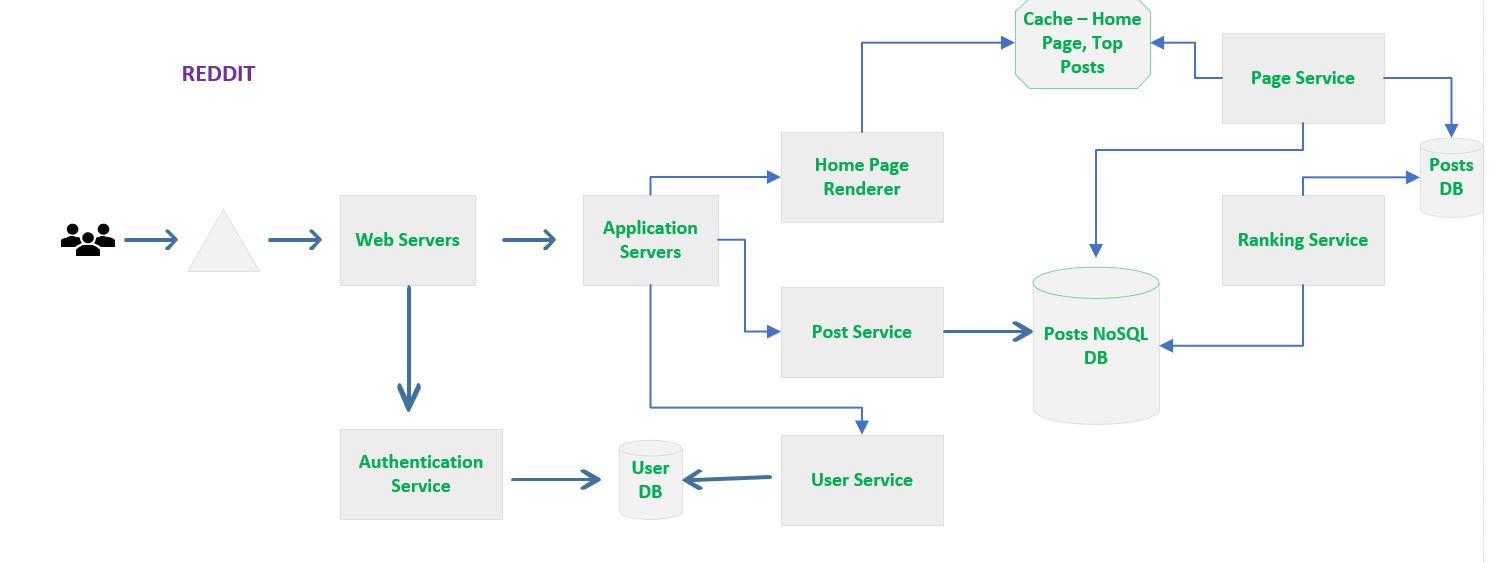 REDDIT
Cache – Home
Page, Top
Posts
Page Service
Home Page
Renderer
Posts
DB
Web Servers
Application
Servers
Ranking Service
Post Service
Posts NoSQL
DB
Authentication
Service
User
DB
User Service